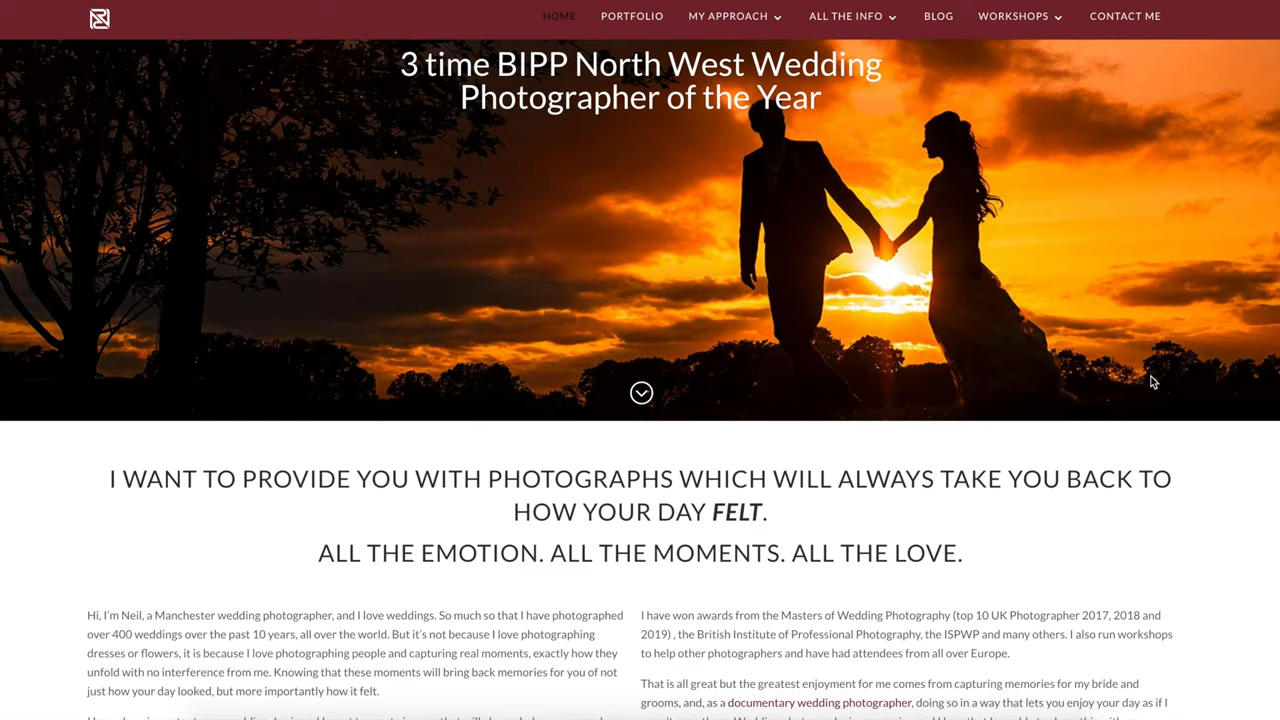 HOME PORTFOLIO MY APPROACH ALL THE INFO BLOG WORKSHOPS CONTACT ME
3 time BIPP North West Wedding
Photographer of the Year
I WANT TO PROVIDE YOU WITH PHOTOGRAPHS WHICH WILL ALWAYS TAKE YOU BACK TO
HOW YOUR DAY FELT.
ALL THE EMOTION. ALL THE MOMENTS. ALL THE LOVE.
Hi, I'm Neil, a Manchester wedding photographer, and I love weddings. So much so that I have photographed
over 400 weddings over the past 10 years, all over the world. But it's not because I love photographing
dresses or flowers, it is because I love photographing people and capturing real moments, exactly how they
unfold with no interference from me. Knowing that these moments will bring back memories for you of not
just how your day looked, but more importantly how it felt.
I have won awards from the Masters of Wedding Photography (top 10 UK Photographer 2017, 2018 and
2019) , the British Institute of Professional Photography, the ISPWP and many others. I also run workshops
to help other photographers and have had attendees from all over Europe.
That is all great but the greatest enjoyment for me comes from capturing memories for my bride and
grooms, and, as a documentary wedding photographer, doing so in a way that lets you enjoy your day as if I